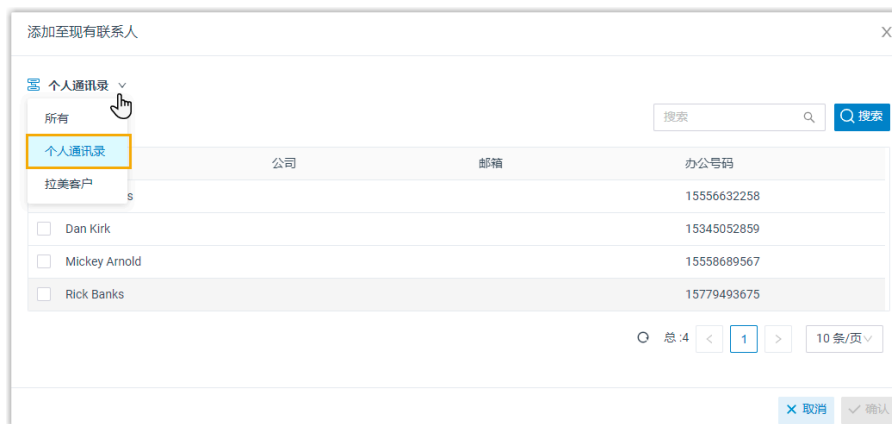 添加至现有联系人
个人通讯录
所有
搜索 搜索
个人通讯录
公司 邮箱 办公号码
拉美客户
15556632258
Dan Kirk 15345052859
Mickey Arnold 15558689567
Rick Banks 15779493675
总:4 < 1 > 10 条/页
取消 确认